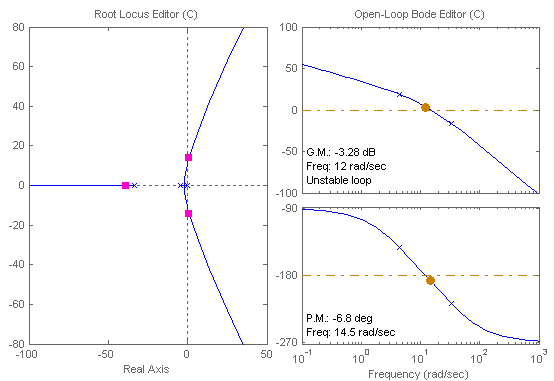 Root Locus Editor (C)
80
60
40
20
0
-20
-40
-60
-80
-100
-50
0
50
Real Axis
Open-Loop Bode Editor (C)
100
50
0
-50
-100
G.M.: -3.28 dB
Freq: 12 rad/sec
Unstable loop
-90
-180
-270
P.M.: -6.8 deg
Freq: 14.5 rad/sec
10^-1
10^0
10^1
10^2
10^3
Frequency (rad/sec)